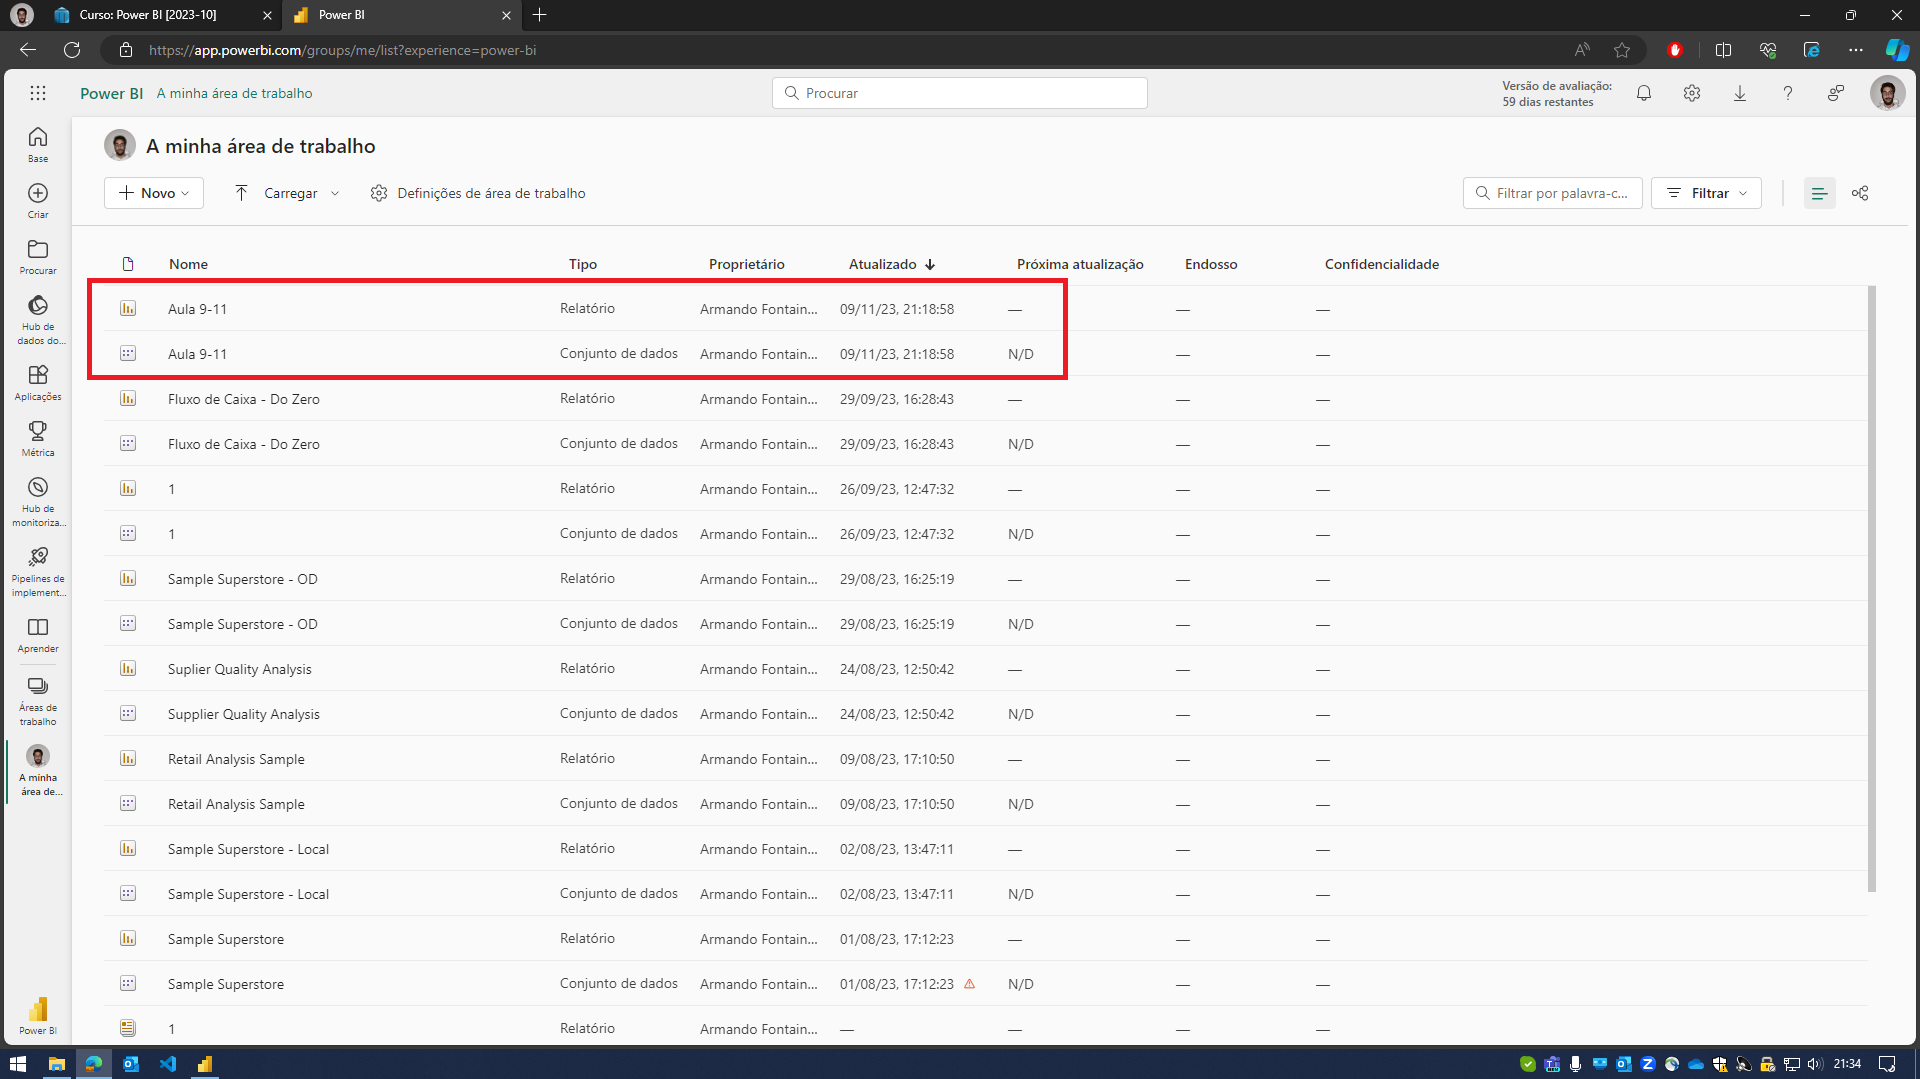 Curso: Power BI [2023-10]
Power BI
https://app.powerbi.com/groups/me/list?experience=power-bi
Power BI A minha área de trabalho
Procurar
Versão de avaliação:
59 dias restantes
Base
Criar
Procurar
Hub de
dados do...
Aplicações
Métrica
Hub de
monitoriza...
Pipelines de
implement...
Aprender
Áreas de
trabalho
A minha
área de...
Power BI
A minha área de trabalho
Novo Carregar Definições de área de trabalho Filtrar por palavra-c... Filtrar
Nome Tipo Proprietário Atualizado Próxima atualização Endosso Confidencialidade
Aula 9-11 Relatório Armando Fontain... 09/11/23, 21:18:58 — — —
Aula 9-11 Conjunto de dados Armando Fontain... 09/11/23, 21:18:58 N/D — —
Fluxo de Caixa - Do Zero Relatório Armando Fontain... 29/09/23, 16:28:43 — — —
Fluxo de Caixa - Do Zero Conjunto de dados Armando Fontain... 29/09/23, 16:28:43 N/D — —
1 Relatório Armando Fontain... 26/09/23, 12:47:32 — — —
1 Conjunto de dados Armando Fontain... 26/09/23, 12:47:32 N/D — —
Sample Superstore - OD Relatório Armando Fontain... 29/08/23, 16:25:19 — — —
Sample Superstore - OD Conjunto de dados Armando Fontain... 29/08/23, 16:25:19 N/D — —
Suplier Quality Analysis Relatório Armando Fontain... 24/08/23, 12:50:42 — — —
Supplier Quality Analysis Conjunto de dados Armando Fontain... 24/08/23, 12:50:42 N/D — —
Retail Analysis Sample Relatório Armando Fontain... 09/08/23, 17:10:50 — — —
Retail Analysis Sample Conjunto de dados Armando Fontain... 09/08/23, 17:10:50 N/D — —
Sample Superstore - Local Relatório Armando Fontain... 02/08/23, 13:47:11 — — —
Sample Superstore - Local Conjunto de dados Armando Fontain... 02/08/23, 13:47:11 N/D — —
Sample Superstore Relatório Armando Fontain... 01/08/23, 17:12:23 — — —
Sample Superstore Conjunto de dados Armando Fontain... 01/08/23, 17:12:23 N/D — —
1 Relatório Armando Fontain... — — — —
21:34